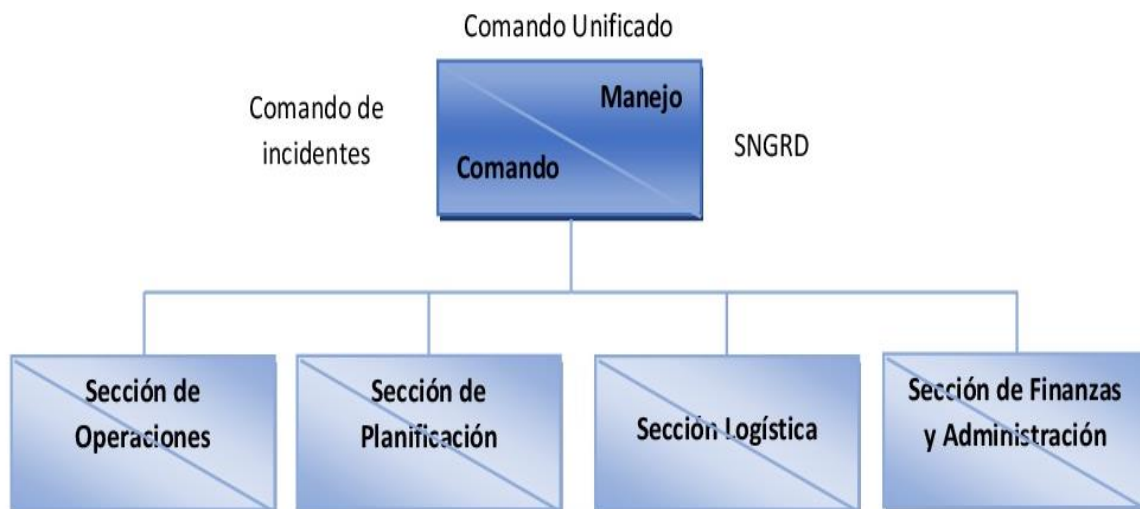 Comando Unificado
Manejo
Comando de
incidentes
Comando
SNGRD
Sección de
Operaciones
Sección de
Planificación
Sección Logística
Sección de Finanzas
y Administración